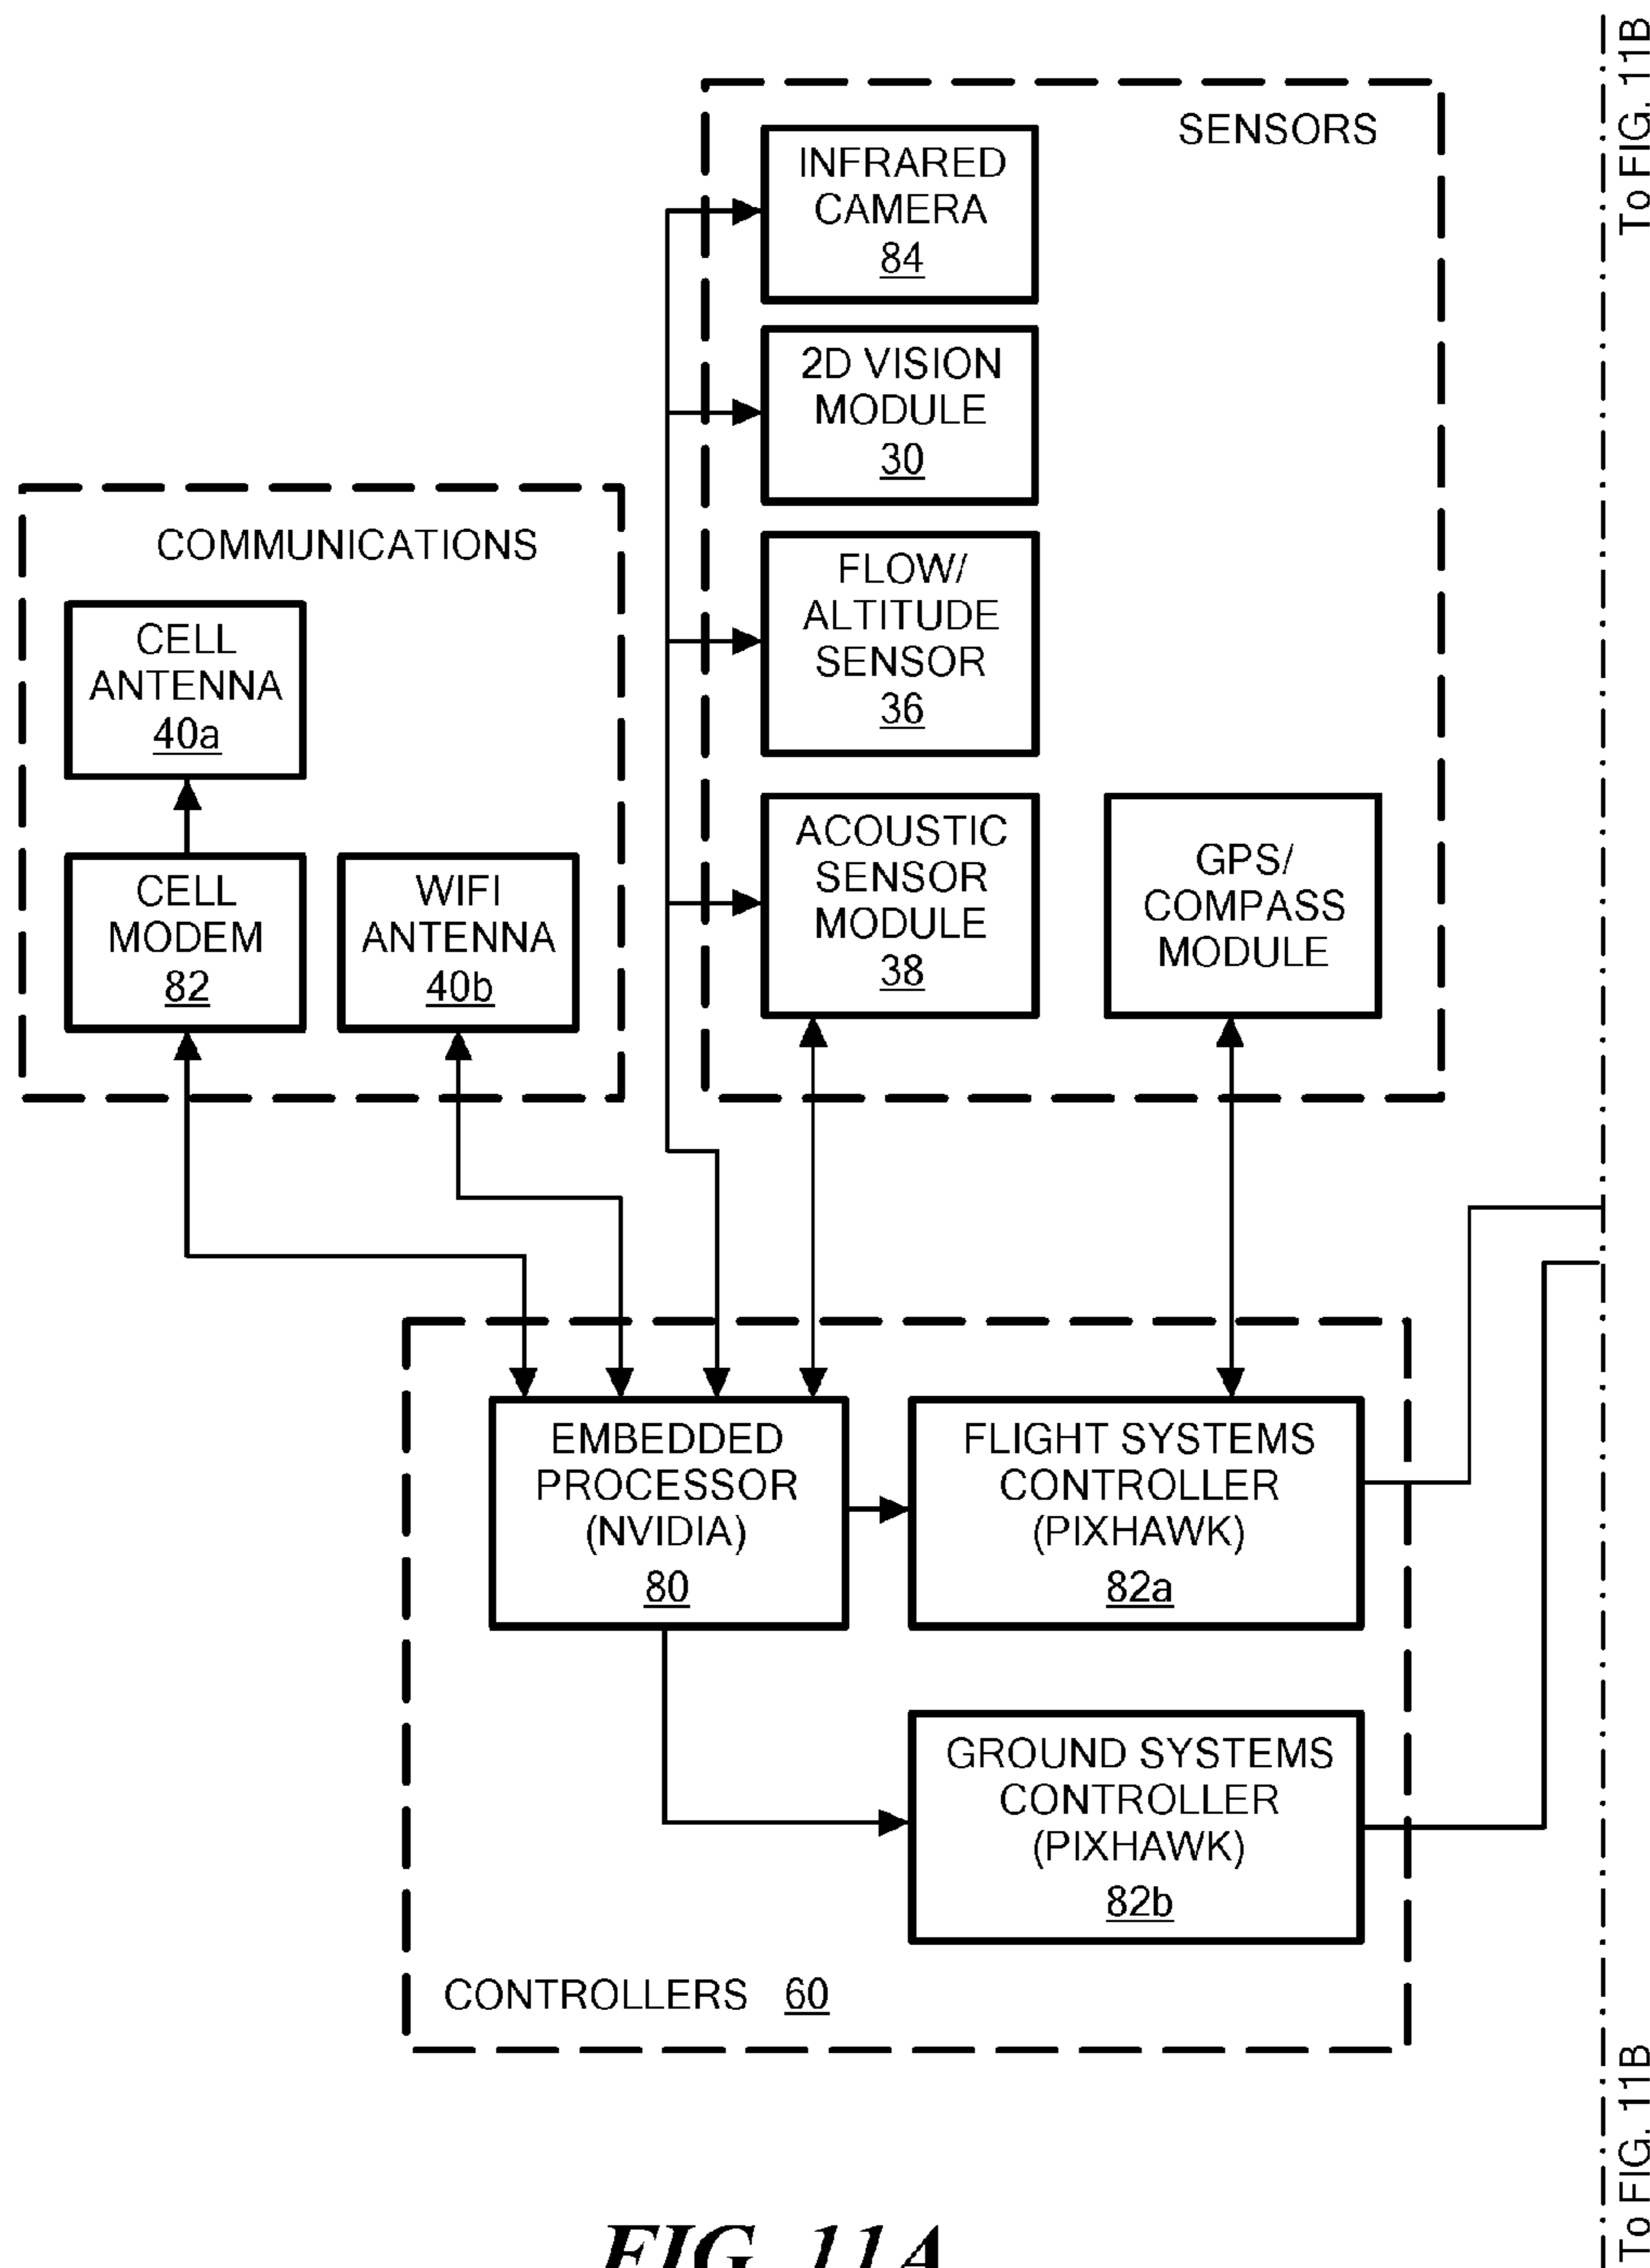 To FIG. 11B
SENSORS
INFRARED
CAMERA
84
2D VISION
MODULE
30
FLOW/
ALTITUDE
SENSOR
36
ACOUSTIC
SENSOR
MODULE
38
GPS/
COMPASS
MODULE
COMMUNICATIONS
CELL
ANTENNA
40a
CELL
MODEM
82
WIFI
ANTENNA
40b
EMBEDDED
PROCESSOR
(NVIDIA)
80
FLIGHT SYSTEMS
CONTROLLER
(PIXHAWK)
82a
GROUND SYSTEMS
CONTROLLER
(PIXHAWK)
82b
CONTROLLERS 60
To FIG. 11B
FIG. 11A